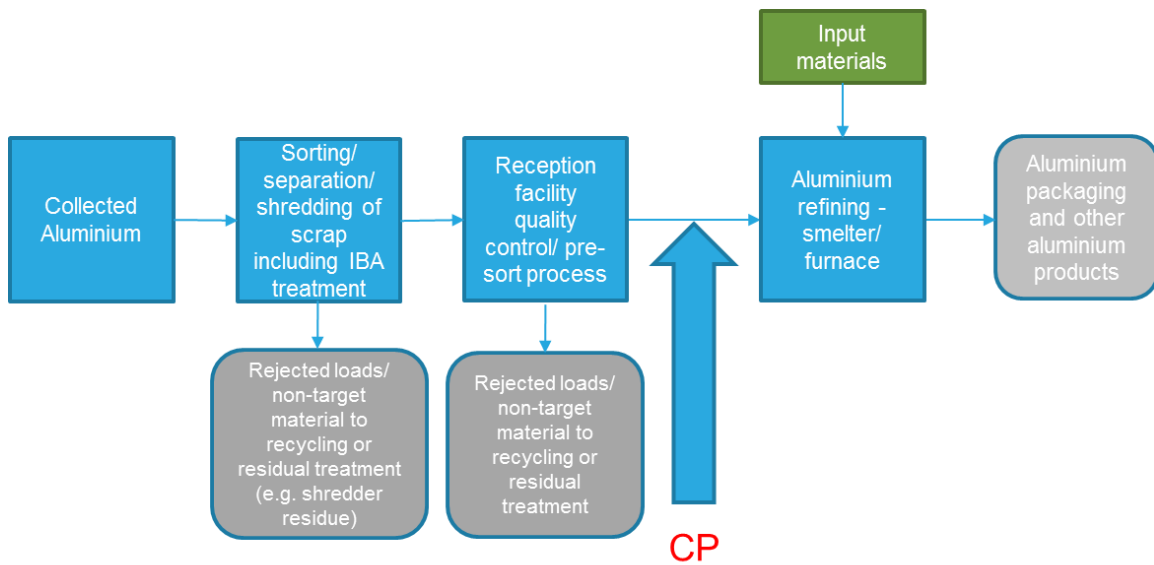 Input
materials
Collected
Aluminium
Sorting/
separation/
shredding of
scrap
including IBA
treatment
Reception
facility
quality
control/ pre-
sort process
Aluminium
refining -
smelter/
furnace
Aluminium
packaging
and other
aluminium
products
Rejected loads/
non-target
material to
recycling or
residual treatment
(e.g. shredder
residue)
Rejected loads/
non-target
material to
recycling or
residual
treatment
CP